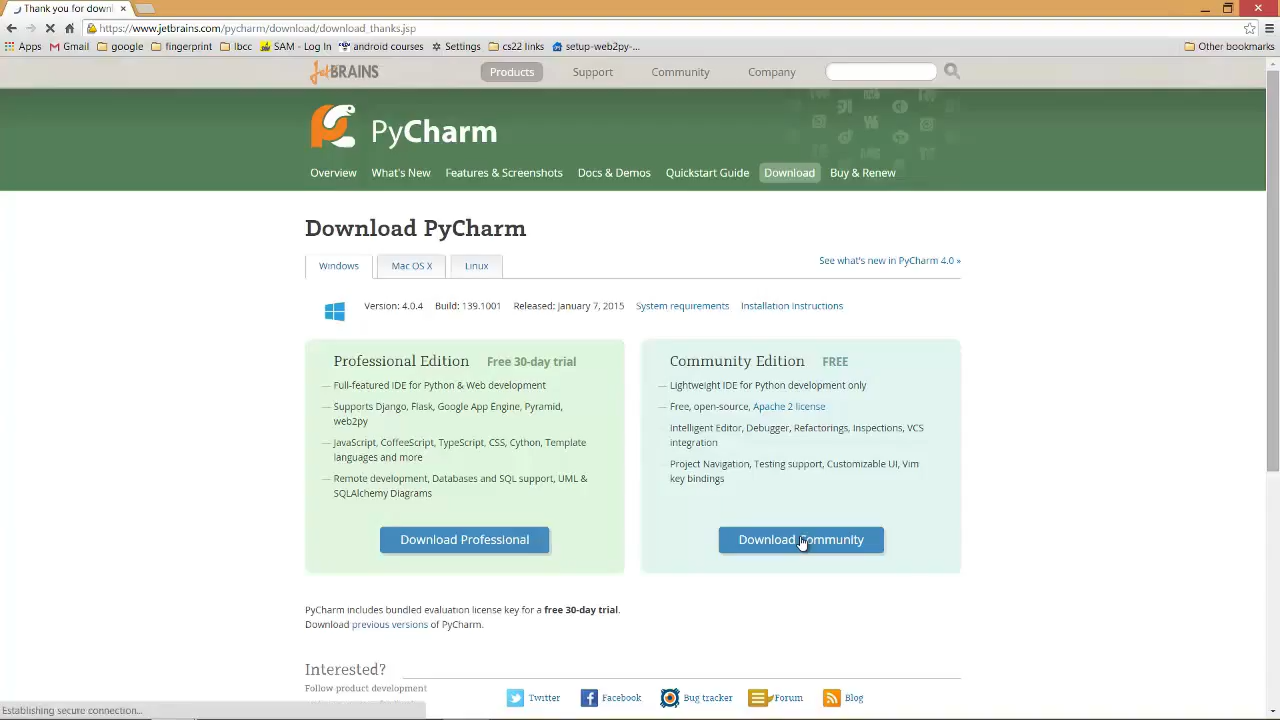 Thank you for downl
https://www.jetbrains.com/pycharm/download/download_thanks.jsp
Apps Gmail google fingerprint lbcc SAM - Log In android courses Settings cs22 links setup-web2py-... Other bookmarks
JetBRAINS Products Support Community Company
PyCharm
Overview What's New Features & Screenshots Docs & Demos Quickstart Guide Download Buy & Renew
Download PyCharm
Windows Mac OS X Linux See what's new in PyCharm 4.0 »
Version: 4.0.4 Build: 139.1001 Released: January 7, 2015 System requirements Installation Instructions
Professional Edition Free 30-day trial
— Full-featured IDE for Python & Web development
— Supports Django, Flask, Google App Engine, Pyramid,
web2py
— JavaScript, CoffeeScript, TypeScript, CSS, Cython, Template
languages and more
— Remote development, Databases and SQL support, UML &
SQLAlchemy Diagrams
Download Professional
Community Edition FREE
— Lightweight IDE for Python development only
— Free, open-source, Apache 2 license
Intelligent Editor, Debugger, Refactorings, Inspections, VCS
integration
— Project Navigation, Testing support, Customizable UI, Vim
key bindings
Download Community
PyCharm includes bundled evaluation license key for a free 30-day trial.
Download previous versions of PyCharm.
Interested?
Follow product development
Twitter Facebook Bug tracker Forum Blog
Establishing secure connection...